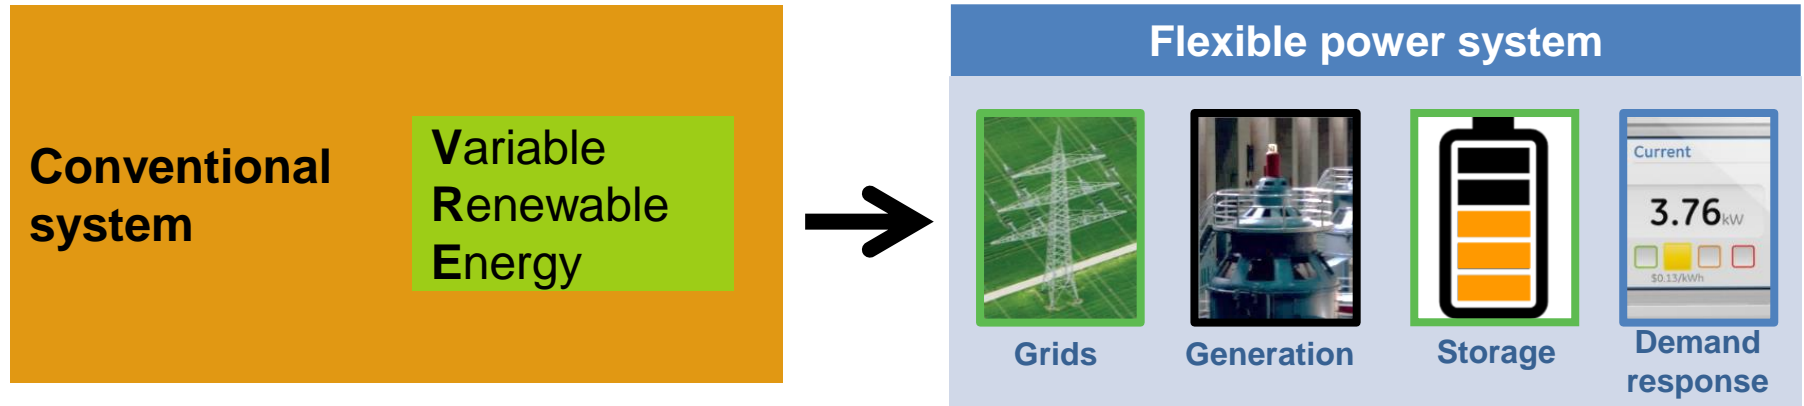 Conventional
system
Variable
Renewable
Energy
Flexible power system
Current
3.76kW
$0.13/kWh
Grids
Generation
Storage
Demand
response